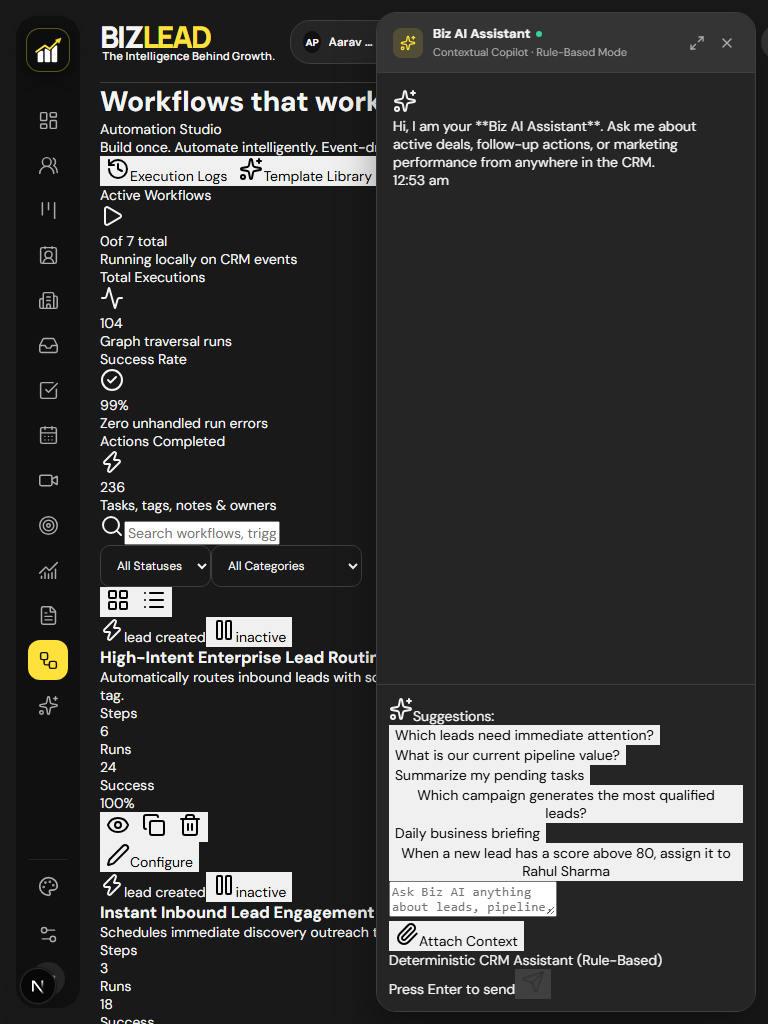 BIZLEAD
The Intelligence Behind Growth.
AP Aarav ...
Workflows that work
Automation Studio
Build once. Automate intelligently. Event-
Execution Logs Template Library
Active Workflows
0of 7 total
Running locally on CRM events
Total Executions
104
Graph traversal runs
Success Rate
99%
Zero unhandled run errors
Actions Completed
236
Tasks, tags, notes & owners
Search workflows, trigg
All Statuses All Categories
lead created inactive
High-Intent Enterprise Lead Routin
Automatically routes inbound leads with
tag.
Steps
6
Runs
24
Success
100%
Configure
lead created inactive
Instant Inbound Lead Engagement
Schedules immediate discovery outreach
Steps
3
Runs
18
Success
N
Biz AI Assistant
Contextual Copilot · Rule-Based Mode
Hi, I am your **Biz AI Assistant**. Ask me about
active deals, follow-up actions, or marketing
performance from anywhere in the CRM.
12:53 am
Suggestions:
Which leads need immediate attention?
What is our current pipeline value?
Summarize my pending tasks
Which campaign generates the most qualified
leads?
Daily business briefing
When a new lead has a score above 80, assign it to
Rahul Sharma
Ask Biz AI anything
about leads, pipeline,
Attach Context
Deterministic CRM Assistant (Rule-Based)
Press Enter to send